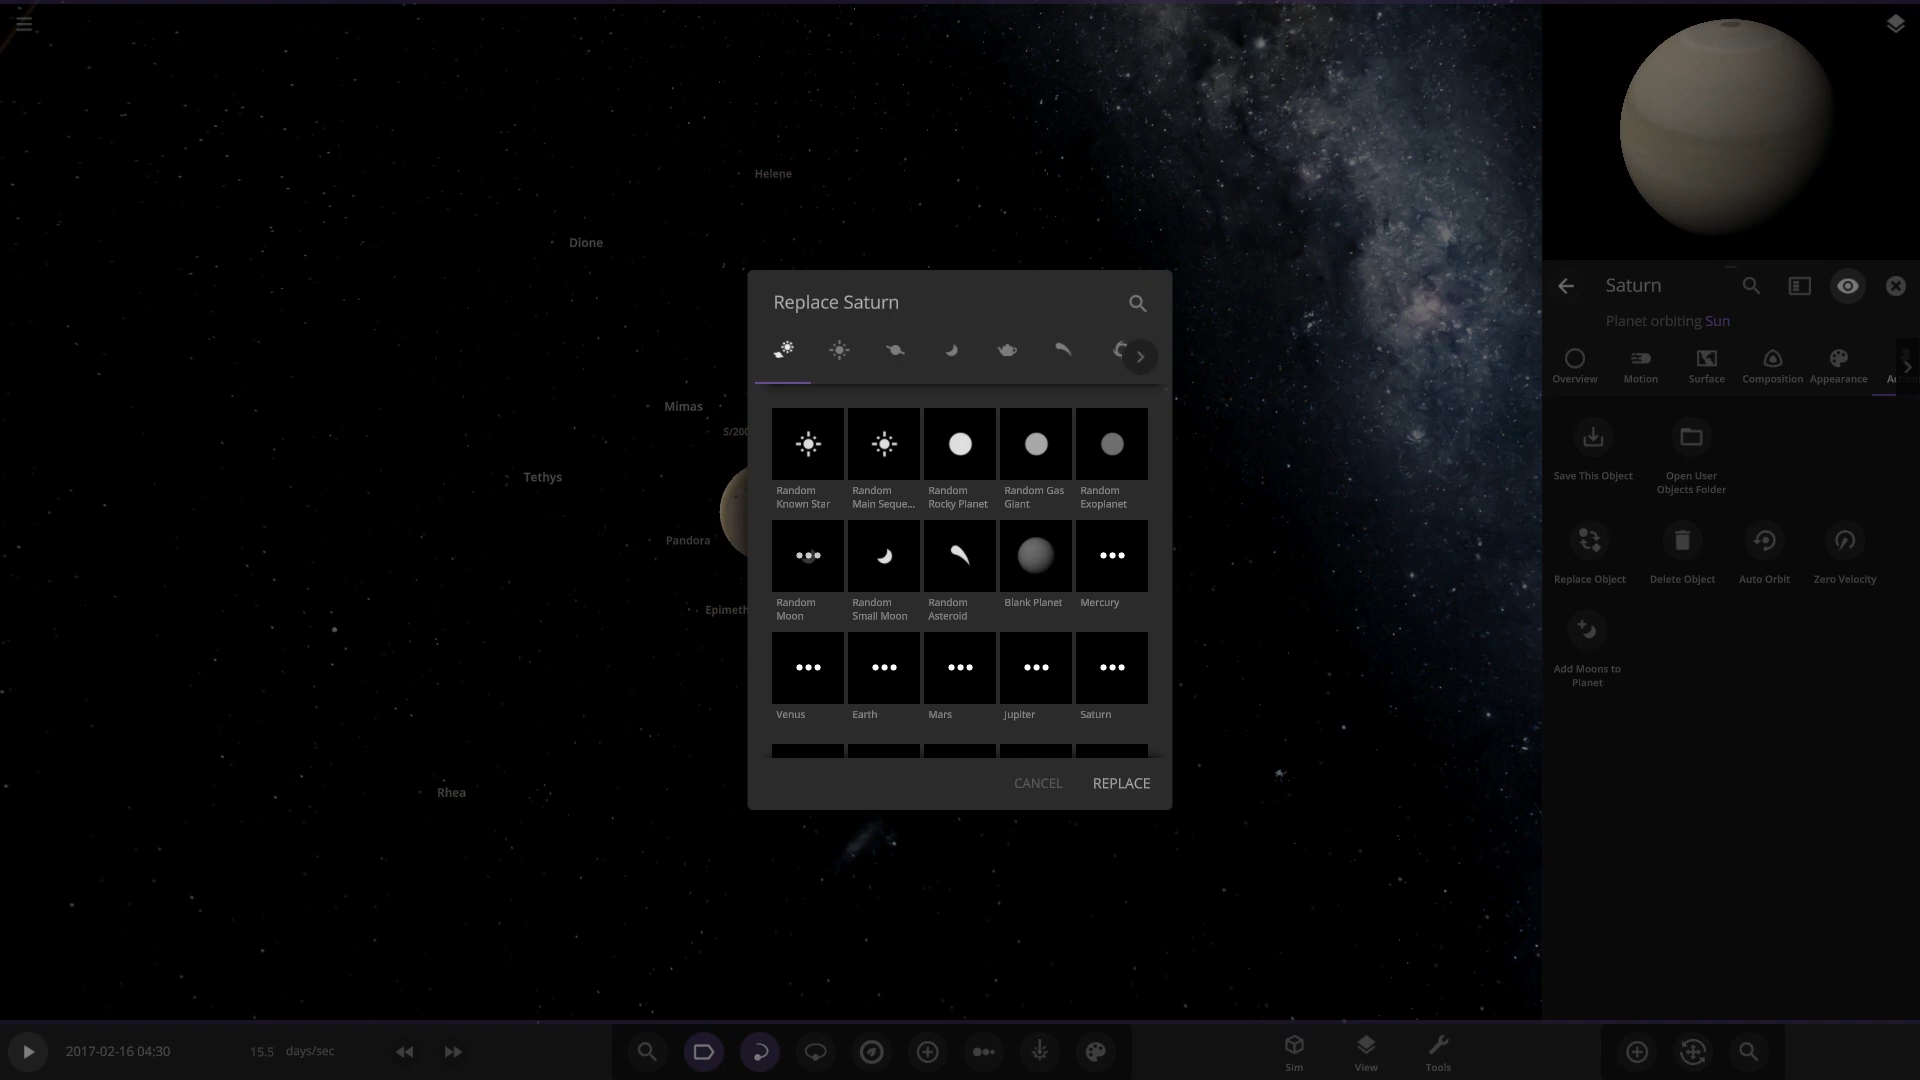 Helene
Dione
Mimas
S/200
Tethys
Pandora
Epimeth
Rhea
Replace Saturn
Random Known Star
Random Main Seque...
Random Rocky Planet
Random Gas Giant
Random Exoplanet
Random Moon
Random Small Moon
Random Asteroid
Blank Planet
Mercury
Venus
Earth
Mars
Jupiter
Saturn
CANCEL
REPLACE
Saturn
Planet orbiting Sun
Overview
Motion
Surface
Composition
Appearance
Save This Object
Open User Objects Folder
Replace Object
Delete Object
Auto Orbit
Zero Velocity
Add Moons to Planet
2017-02-16 04:30
15.5 days/sec
Sim
View
Tools